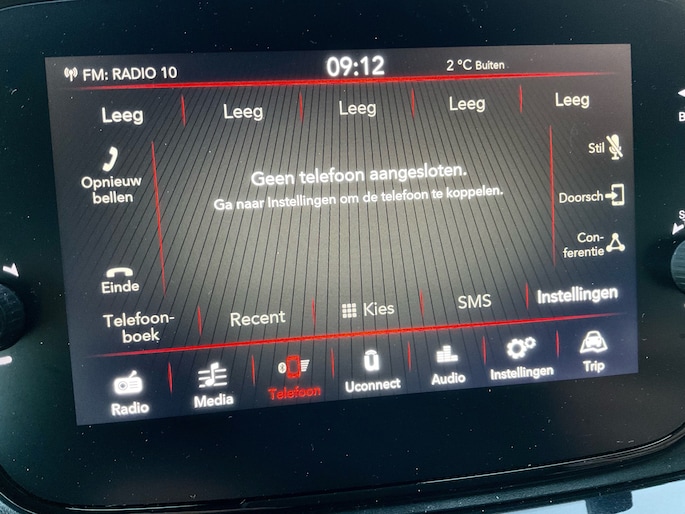 FM: RADIO 10
09:12
2 °C Buiten
Leeg
Leeg
Leeg
Leeg
Leeg
Opnieuw
bellen
Geen telefoon aangesloten.
Ga naar Instellingen om de telefoon te koppelen.
Stil
Doorsch
Con-
ferentie
Einde
Telefoon-
boek
Recent
Kies
SMS
Instellingen
Radio
Media
Telefoon
Uconnect
Audio
Instellingen
Trip